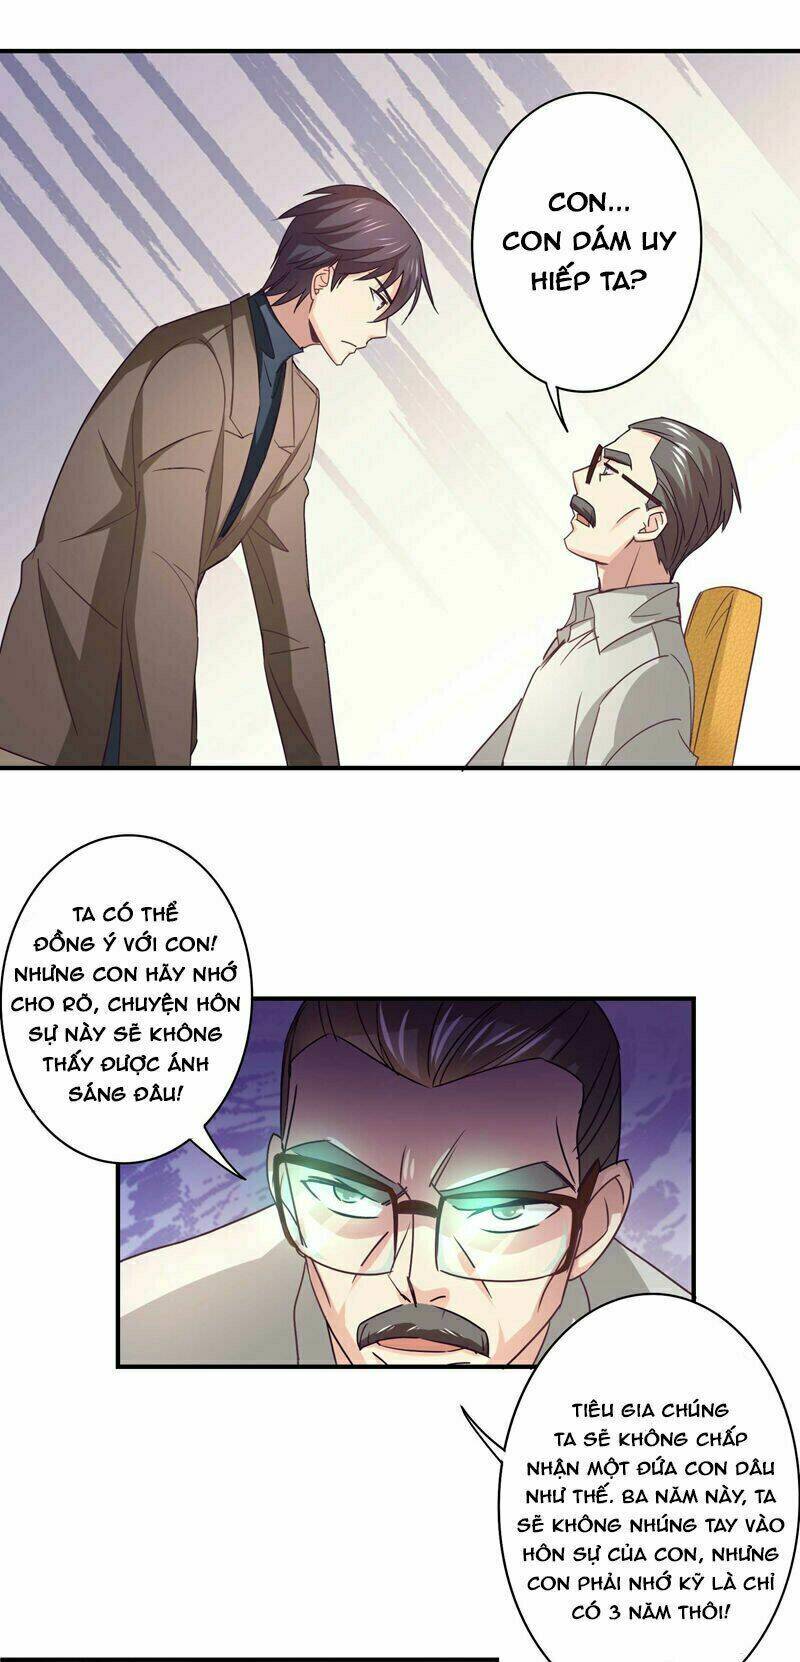 CON...
CON DÁM UY
HIẾP TA?
TA CÓ THỂ
ĐỒNG Ý VỚI CON!
NHƯNG CON HÃY NHỚ
CHO RÕ, CHUYỆN HÔN
SỰ NÀY SẼ KHÔNG
THẤY ĐƯỢC ÁNH
SÁNG ĐÂU!
TIÊU GIA CHÚNG
TA SẼ KHÔNG CHẤP
NHẬN MỘT ĐỨA CON DÂU
NHƯ THẾ. BA NĂM NÀY, TA
SẼ KHÔNG NHÚNG TAY VÀO
HÔN SỰ CỦA CON, NHƯNG
CON PHẢI NHỚ KỸ LÀ CHỈ
CÓ 3 NĂM THÔI!